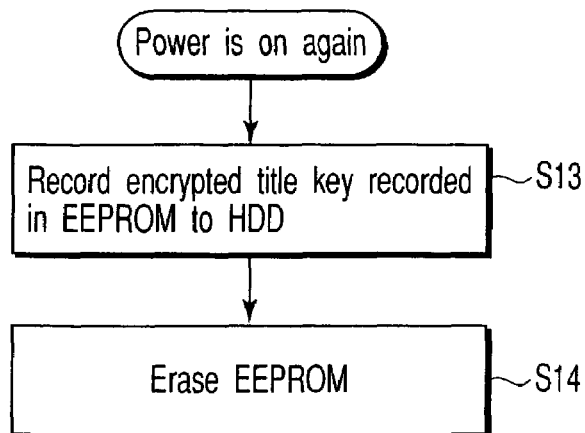 Power is on again
Record encrypted title key recorded
in EEPROM to HDD
S13
Erase EEPROM
S14